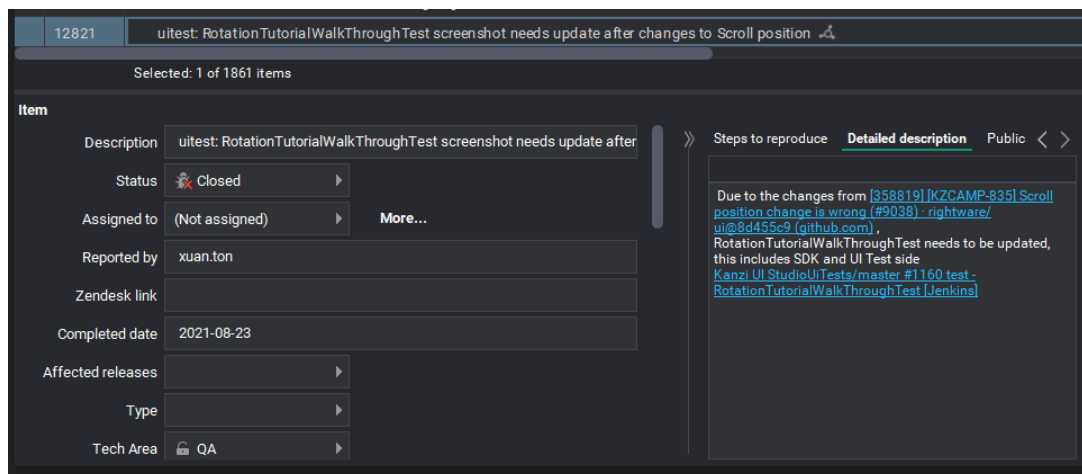 12821 uitest: RotationTutorialWalkThroughTest screenshot needs update after changes to Scroll position
Selected: 1 of 1861 items
Item
Description uitest: RotationTutorialWalkThroughTest screenshot needs update after
Status Closed
Assigned to (Not assigned) More...
Reported by xuan.ton
Zendesk link
Completed date 2021-08-23
Affected releases
Type
Tech Area QA
Steps to reproduce Detailed description Public
Due to the changes from [358819] [KZCAMP-835] Scroll
position change is wrong (#9038) · rightware/
ui@8d455c9 (github.com) ,
RotationTutorialWalkThroughTest needs to be updated,
this includes SDK and UI Test side
Kanzi UI StudioUiTests/master #1160 test -
RotationTutorialWalkThroughTest [Jenkins]